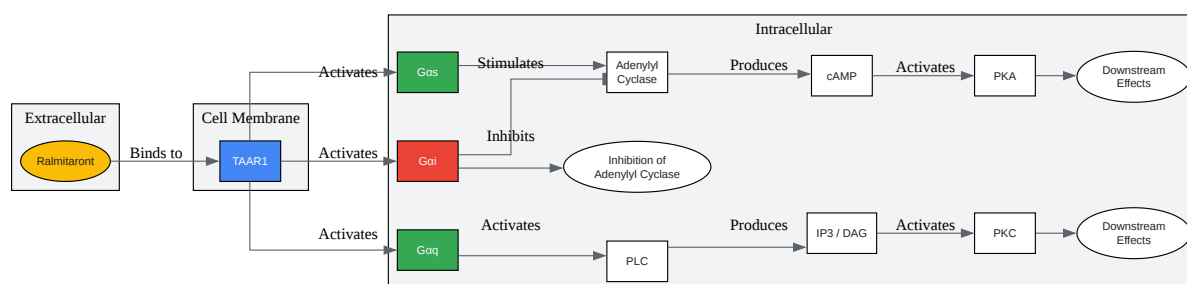 Intracellular
Extracellular
Cell Membrane
Ralmitaront
Binds to
TAAR1
Activates
Gαs
Stimulates
Adenylyl
Cyclase
Produces
cAMP
Activates
PKA
Downstream
Effects
Activates
Gαi
Inhibits
Inhibition of
Adenylyl Cyclase
Activates
Gαq
Activates
PLC
Produces
IP3 / DAG
Activates
PKC
Downstream
Effects